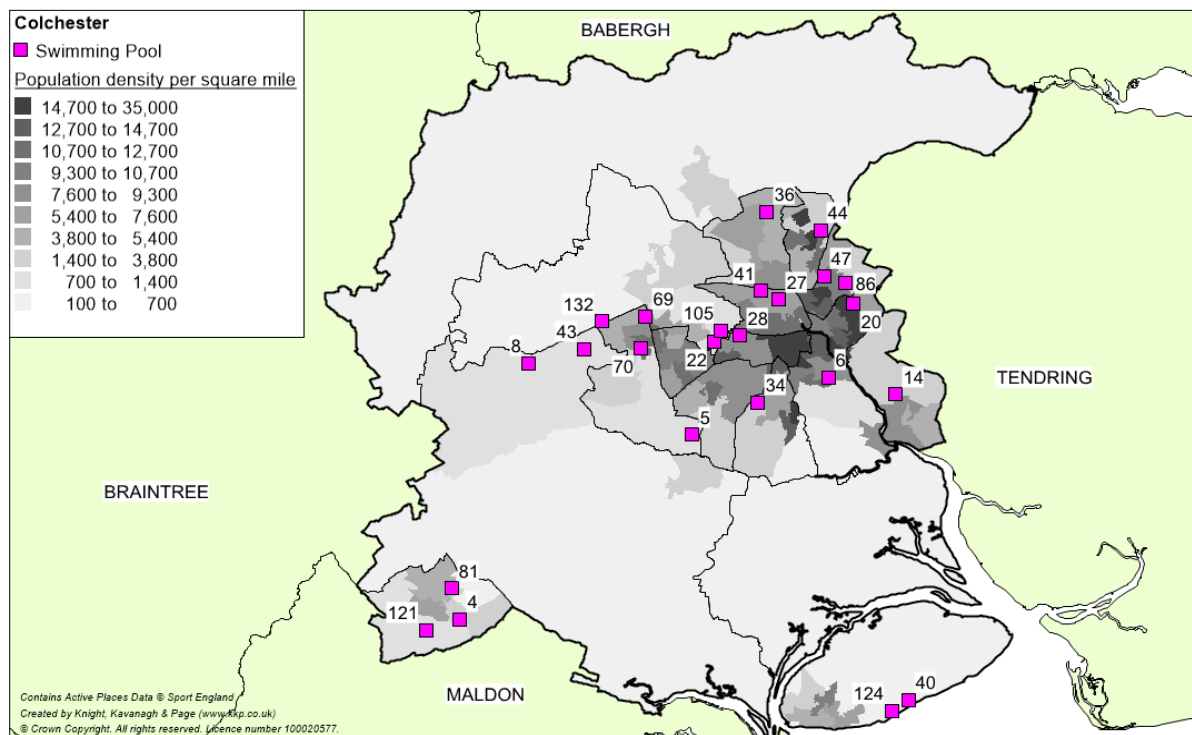 Colchester
Swimming Pool
Population density per square mile
14,700 to 35,000
12,700 to 14,700
10,700 to 12,700
9,300 to 10,700
7,600 to 9,300
5,400 to 7,600
3,800 to 5,400
1,400 to 3,800
700 to 1,400
100 to 700
BABERGH
36
44
47
41
27
86
132
69
105
28
20
43
8
22
70
6
14
34
TENDRING
5
BRAINTREE
81
4
121
MALDON
124
40
Contains Active Places Data ® Sport England
Created by Knight, Kavanagh & Page (www.kkp.co.uk)
© Crown Copyright. All rights reserved. Licence number 100020577.